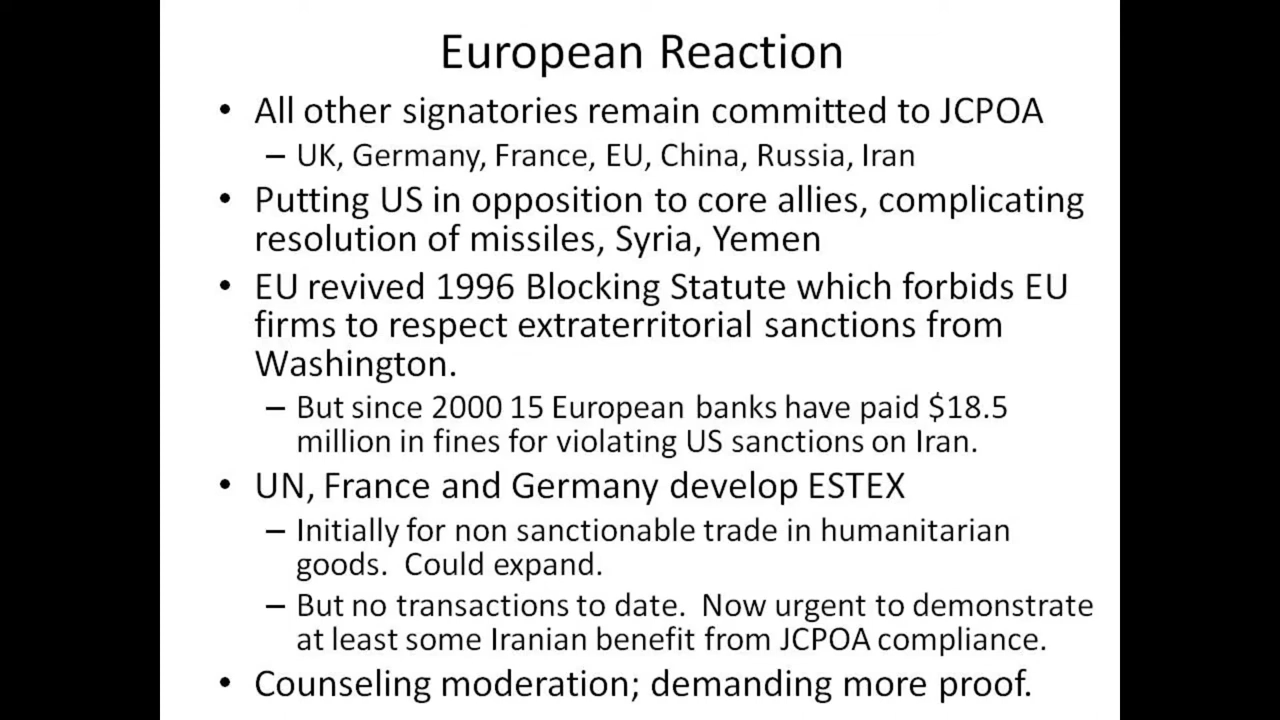 European Reaction
• All other signatories remain committed to JCPOA
– UK, Germany, France, EU, China, Russia, Iran
• Putting US in opposition to core allies, complicating
resolution of missiles, Syria, Yemen
• EU revived 1996 Blocking Statute which forbids EU
firms to respect extraterritorial sanctions from
Washington.
– But since 2000 15 European banks have paid $18.5
million in fines for violating US sanctions on Iran.
• UN, France and Germany develop ESTEX
– Initially for non sanctionable trade in humanitarian
goods.  Could expand.
– But no transactions to date.  Now urgent to demonstrate
at least some Iranian benefit from JCPOA compliance.
• Counseling moderation; demanding more proof.